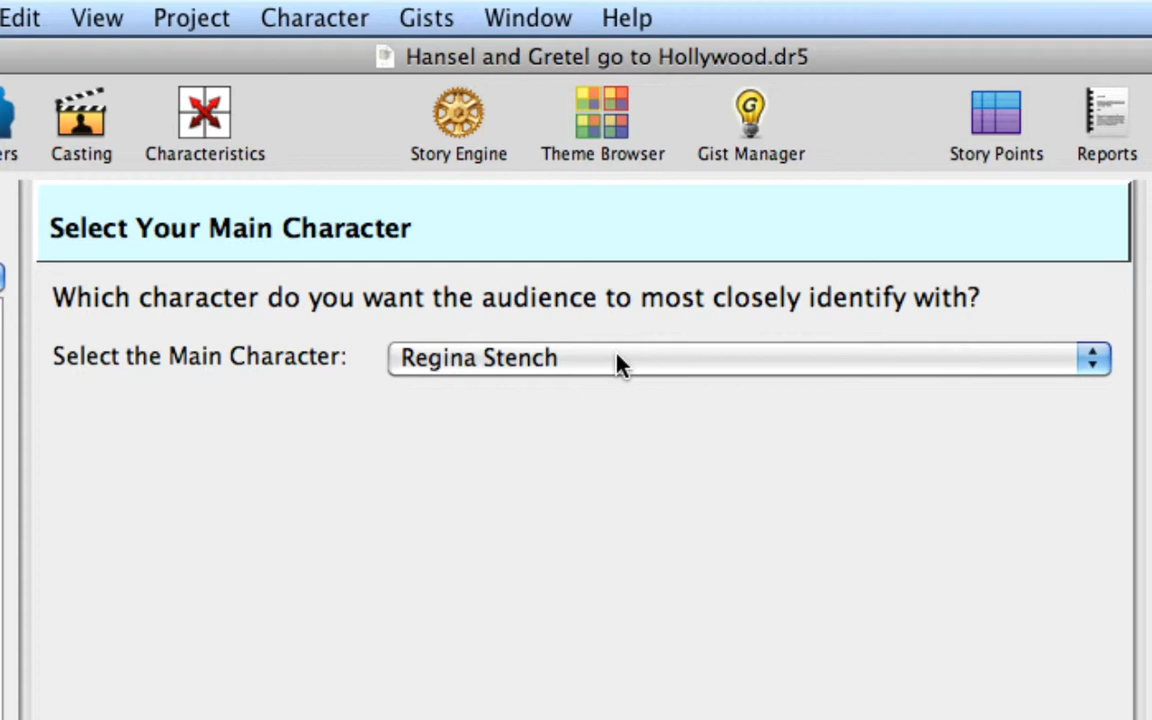 Edit View Project Character Gists Window Help
Hansel and Gretel go to Hollywood.dr5
ers Casting Characteristics Story Engine Theme Browser G Gist Manager Story Points Reports
Select Your Main Character
Which character do you want the audience to most closely identify with?
Select the Main Character: Regina Stench